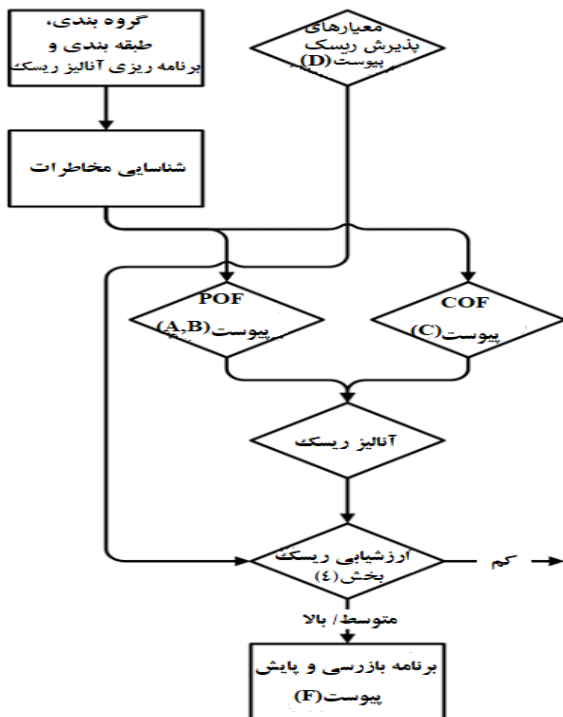 گروه بندی،
طبقه بندی و
برنامه ریزی آنالیز ریسک
معیارهای
پذیرش ریسک
پیوست(D)
شناسایی مخاطرات
POF
پیوست(A,B)
COF
پیوست(C)
آنالیز ریسک
ارزشیابی ریسک
بخش(٤)
کم
متوسط/ بالا
برنامه بازرسی و پایش
پیوست(F)